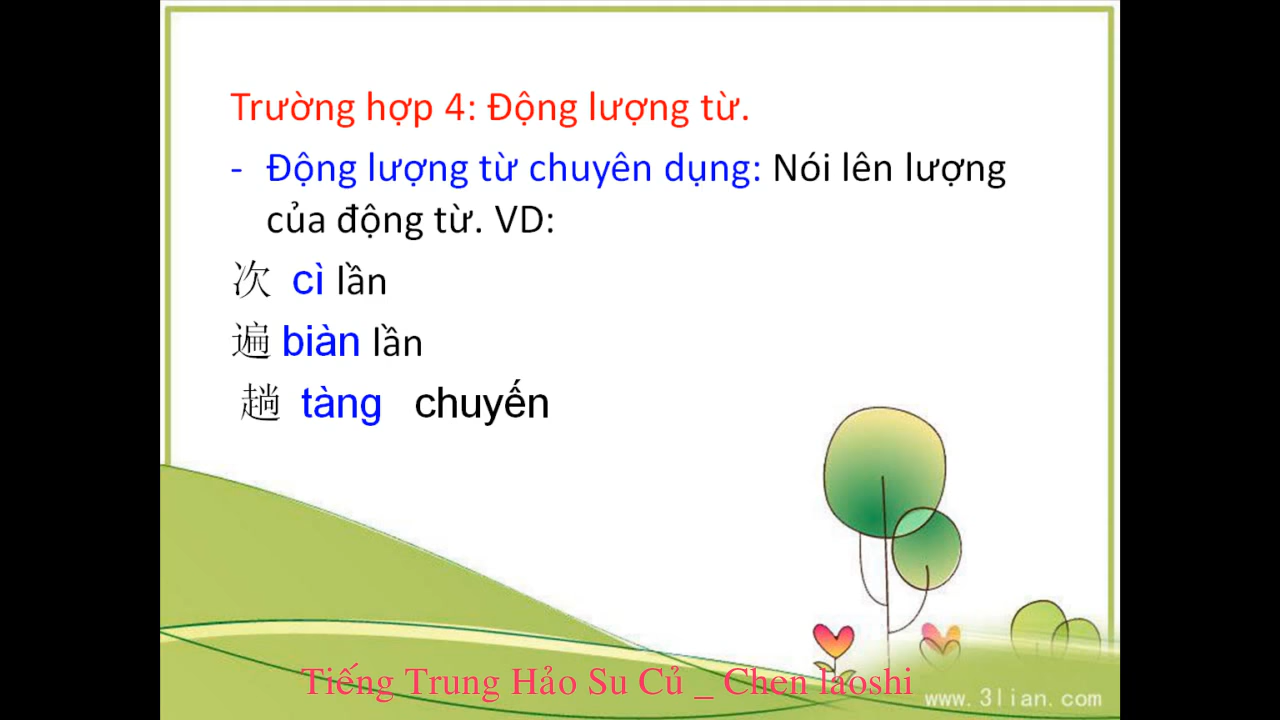 Trường hợp 4: Động lượng từ.
- Động lượng từ chuyên dụng: Nói lên lượng
của động từ. VD:
次 cì lần
遍 biàn lần
趟 tàng chuyến
Tiếng Trung Hảo Su Củ _ Chen laoshi
www.3lian.com